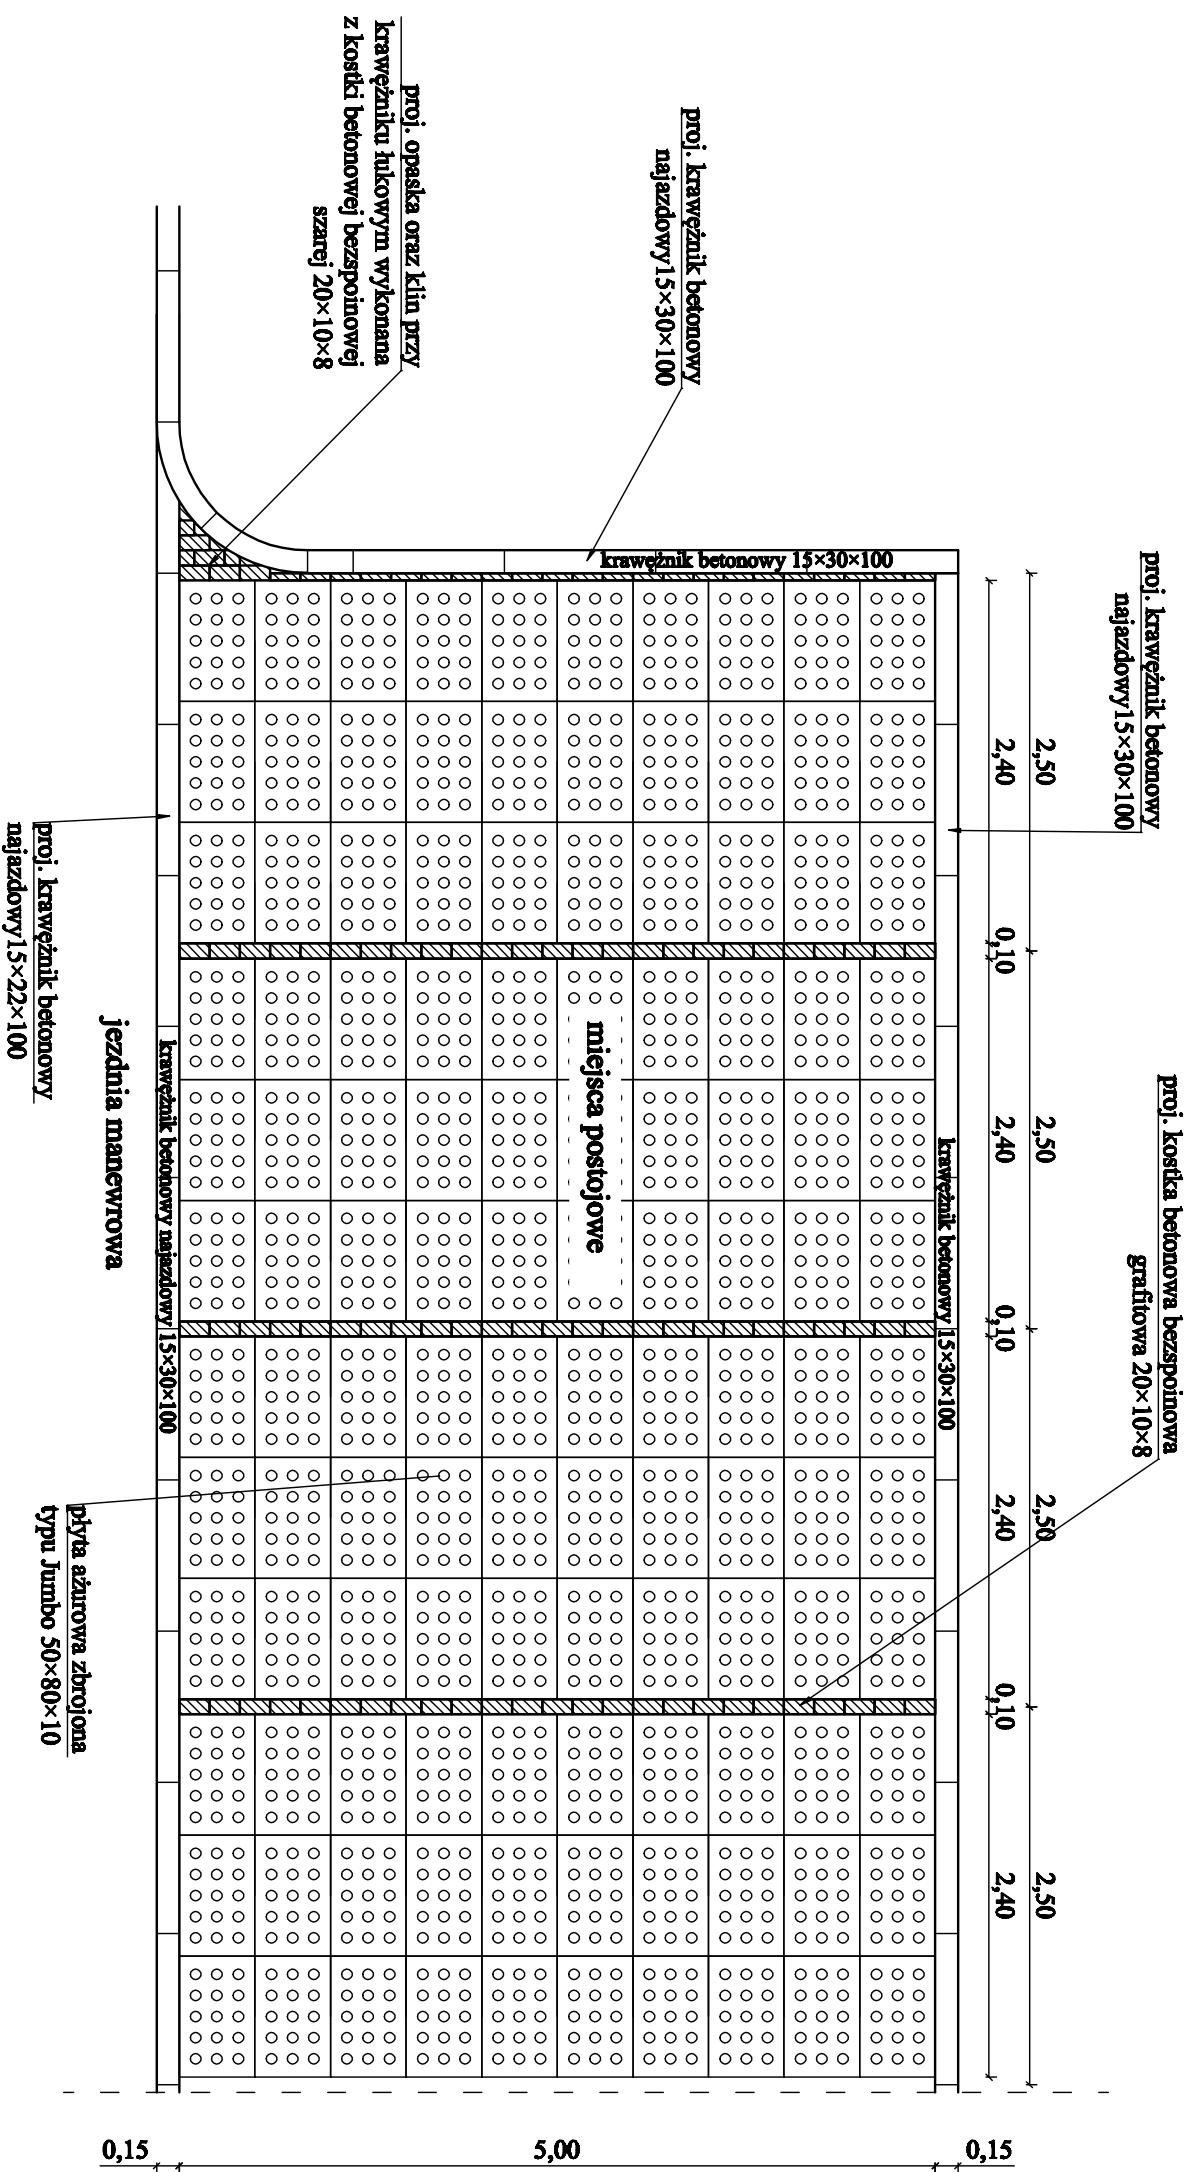 proj. krawężnik betonowy
najazdowy15×30×100
proj. kostka betonowa bezspoinowa
grafitowa 20×10×8
2,50
2,50
2,50
2,50
2,40
0,10
2,40
0,10
2,40
0,10
2,40
krawężnik betonowy 15×30×100
proj. krawężnik betonowy
najazdowy15×30×100
krawężnik betonowy 15×30×100
miejsca postojowe
proj. opaska oraz klin przy
krawężniku łukowym wykonana
z kostki betonowej bezspoinowej
szarej 20×10×8
krawężnik betonowy najazdowy 15×30×100
jezdnia manewrowa
płyta ażurowa zbrojona
typu Jumbo 50×80×10
proj. krawężnik betonowy
najazdowy15×22×100
0,15
5,00
0,15